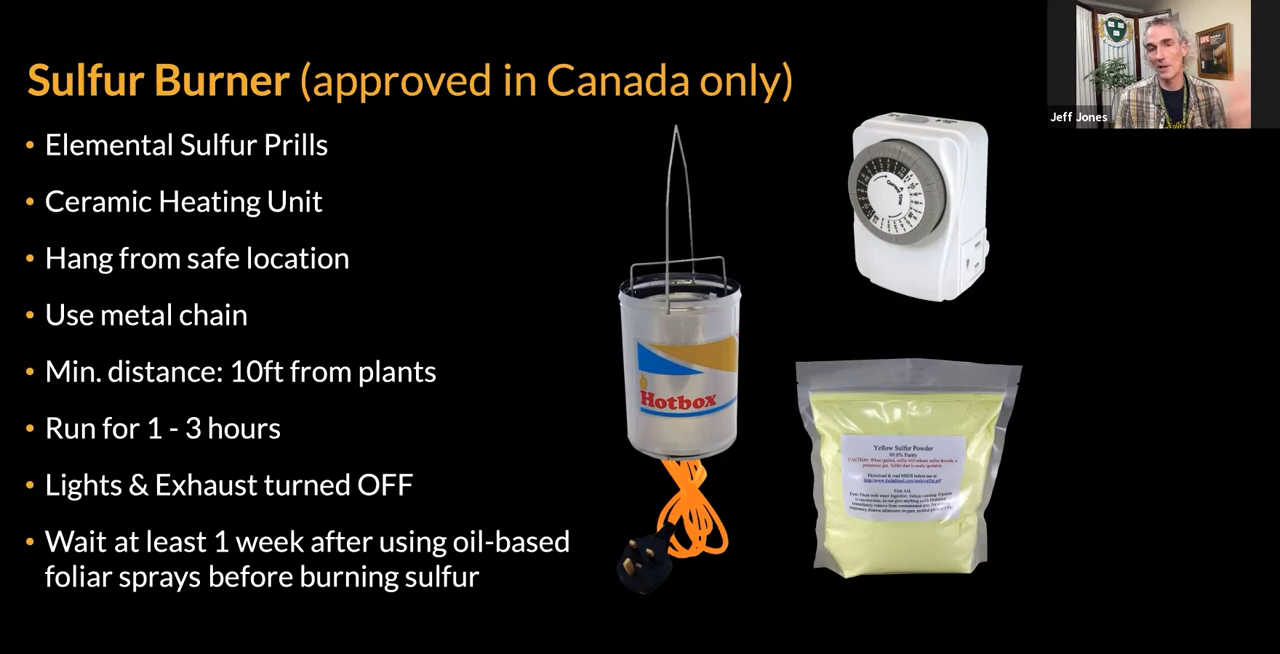 Sulfur Burner (approved in Canada only)
• Elemental Sulfur Prills
• Ceramic Heating Unit
• Hang from safe location
• Use metal chain
• Min. distance: 10ft from plants
• Run for 1 - 3 hours
• Lights & Exhaust turned OFF
• Wait at least 1 week after using oil-based
foliar sprays before burning sulfur
Hotbox
Yellow Sulfur Powder
99.8% Purity
Jeff Jones